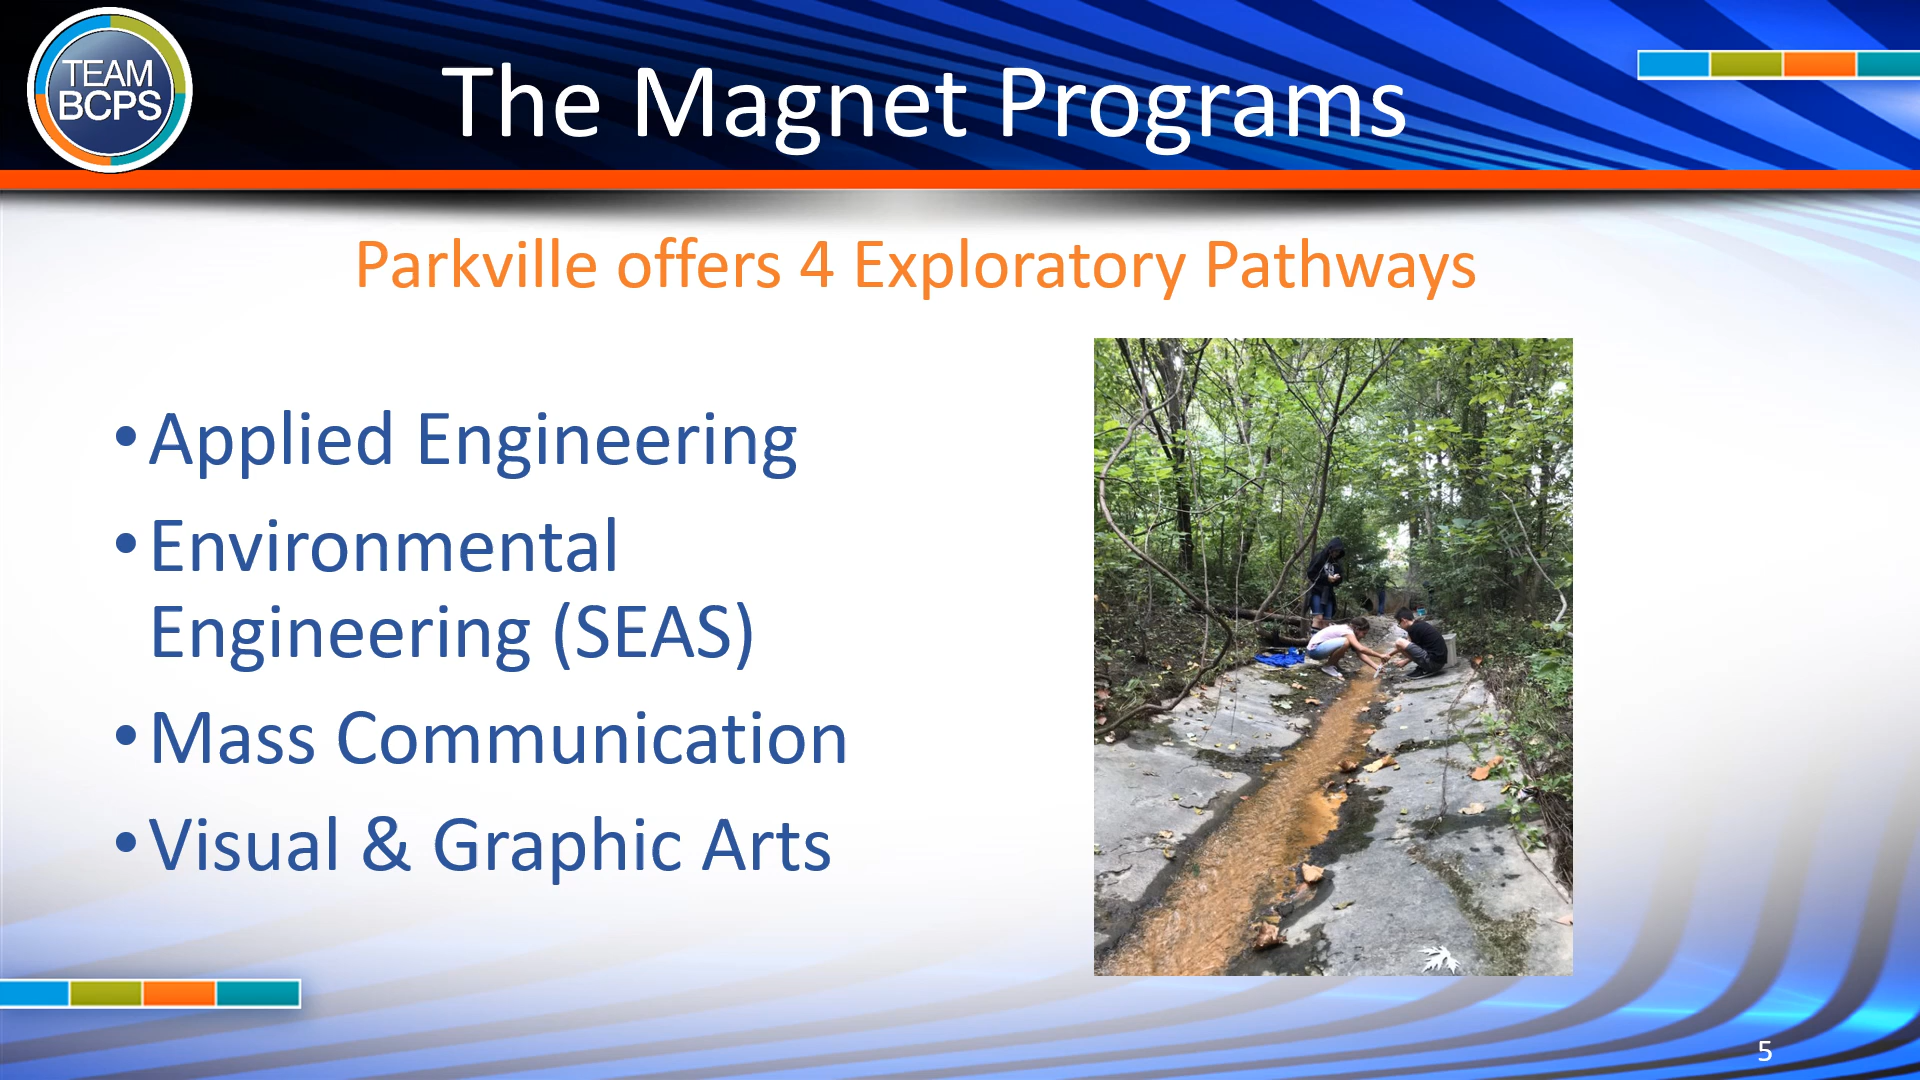 TEAM
BCPS
The Magnet Programs
Parkville offers 4 Exploratory Pathways
• Applied Engineering
• Environmental
Engineering (SEAS)
• Mass Communication
• Visual & Graphic Arts
5